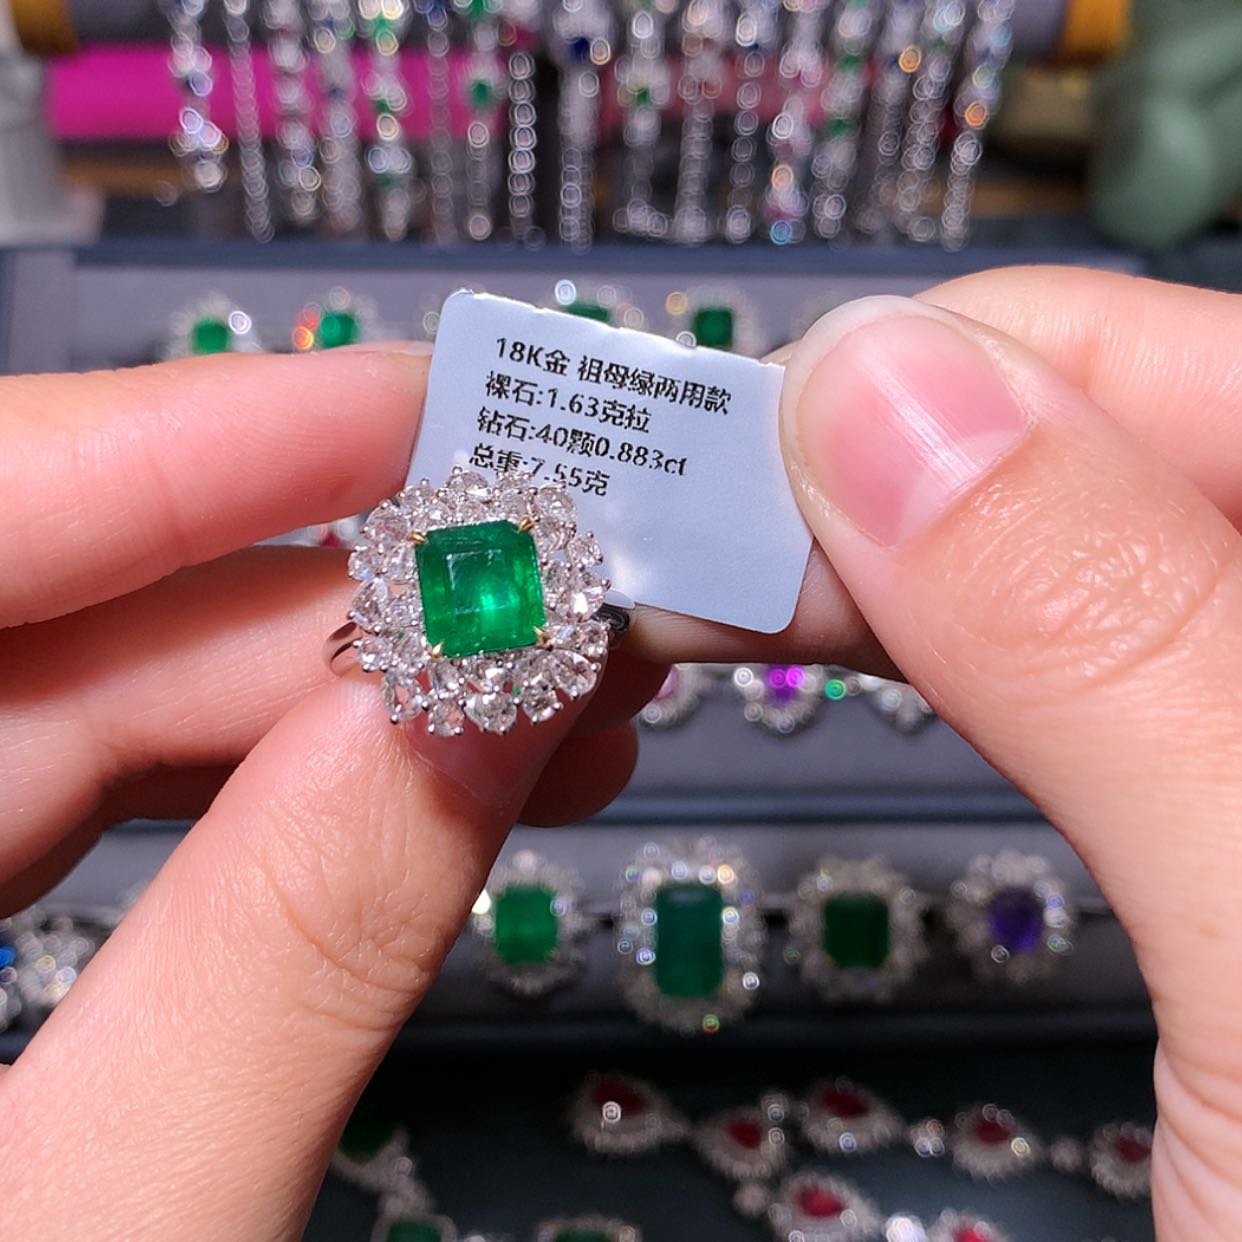 18K金 祖母绿两用款
裸石:1.63克拉
钻石:40颗0.883ct
总重:7.55克